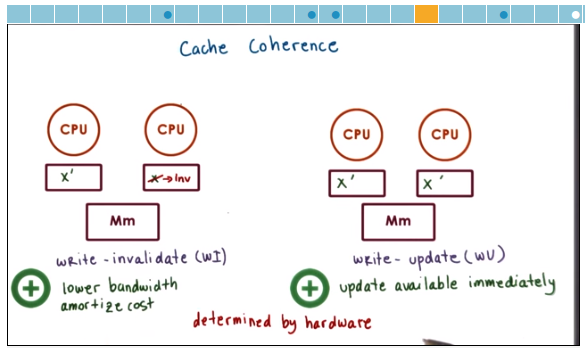 Cache Coherence
CPU
CPU
X'
X→Inv
Mm
write-invalidate (WI)
+
lower bandwidth
amortize cost
CPU
CPU
X'
X'
Mm
write-update (WU)
+
update available immediately
determined by hardware